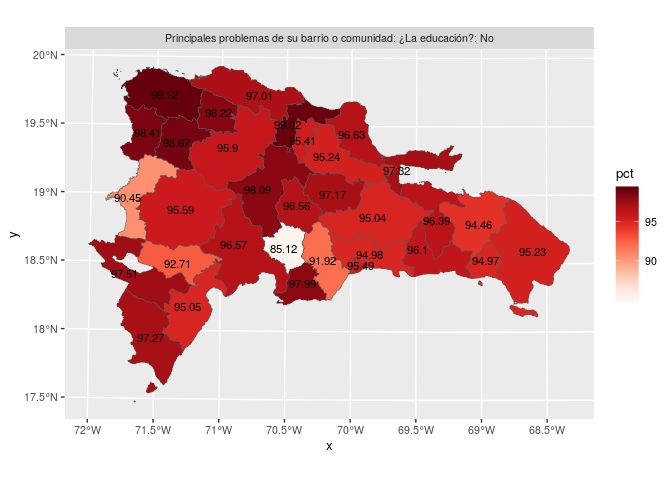 Principales problemas de su barrio o comunidad: ¿La educación?: No
20°N
19.5°N
19°N
18.5°N
18°N
17.5°N
y
99.12
97.01
98.22
98.41
98.67
99.02
95.41
96.63
95.9
95.24
97.32
90.45
98.09
97.17
95.59
96.56
95.04
96.39
94.46
96.57
85.12
96.1
95.23
97.51
92.71
91.92
94.98
95.49
94.97
97.99
95.05
97.27
72°W
71.5°W
71°W
70.5°W
70°W
69.5°W
69°W
68.5°W
x
pct
95
90